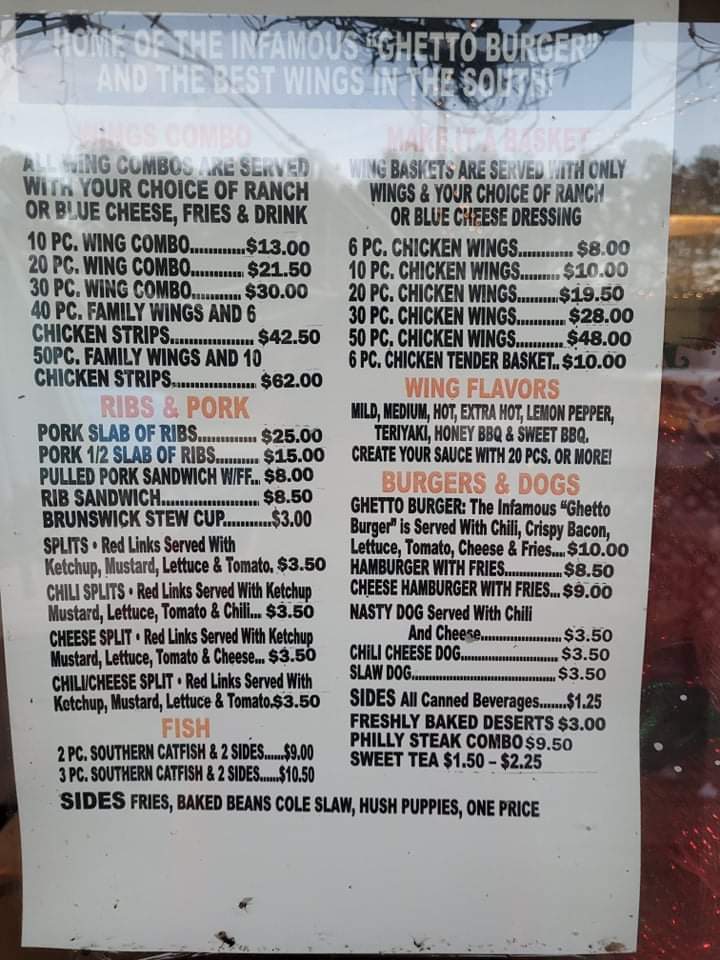 HOME OF THE INFAMOUS "GHETTO BURGER"
AND THE BEST WINGS IN THE SOUTH!
WINGS COMBO
ALL WING COMBOS ARE SERVED
WITH YOUR CHOICE OF RANCH
OR BLUE CHEESE, FRIES & DRINK
10 PC. WING COMBO............$13.00
20 PC. WING COMBO............$21.50
30 PC. WING COMBO........... $30.00
40 PC. FAMILY WINGS AND 6
CHICKEN STRIPS.................. $42.50
50PC. FAMILY WINGS AND 10
CHICKEN STRIPS.................. $62.00
RIBS & PORK
PORK SLAB OF RIBS............. $25.00
PORK 1/2 SLAB OF RIBS......... $15.00
PULLED PORK SANDWICH W/FF.. $8.00
RIB SANDWICH..................... $8.50
BRUNSWICK STEW CUP...........$3.00
SPLITS • Red Links Served With
Ketchup, Mustard, Lettuce & Tomato. $3.50
CHILI SPLITS • Red Links Served With Ketchup
Mustard, Lettuce, Tomato & Chili... $3.50
CHEESE SPLIT • Red Links Served With Ketchup
Mustard, Lettuce, Tomato & Cheese... $3.50
CHILI/CHEESE SPLIT • Red Links Served With
Ketchup, Mustard, Lettuce & Tomato.$3.50
FISH
2 PC. SOUTHERN CATFISH & 2 SIDES......$9.00
3 PC. SOUTHERN CATFISH & 2 SIDES......$10.50
MAKE IT A BASKET
WING BASKETS ARE SERVED WITH ONLY
WINGS & YOUR CHOICE OF RANCH
OR BLUE CHEESE DRESSING
6 PC. CHICKEN WINGS............ $8.00
10 PC. CHICKEN WINGS......... $10.00
20 PC. CHICKEN WINGS.........$19.50
30 PC. CHICKEN WINGS........... $28.00
50 PC. CHICKEN WINGS........... $48.00
6 PC. CHICKEN TENDER BASKET.. $10.00
WING FLAVORS
MILD, MEDIUM, HOT, EXTRA HOT, LEMON PEPPER,
TERIYAKI, HONEY BBQ & SWEET BBQ.
CREATE YOUR SAUCE WITH 20 PCS. OR MORE!
BURGERS & DOGS
GHETTO BURGER: The Infamous "Ghetto
Burger" is Served With Chili, Crispy Bacon,
Lettuce, Tomato, Cheese & Fries.... $10.00
HAMBURGER WITH FRIES.............. $8.50
CHEESE HAMBURGER WITH FRIES... $9.00
NASTY DOG Served With Chili
And Cheese.................... $3.50
CHILI CHEESE DOG........................ $3.50
SLAW DOG.................................... $3.50
SIDES All Canned Beverages.......$1.25
FRESHLY BAKED DESERTS $3.00
PHILLY STEAK COMBO $9.50
SWEET TEA $1.50 – $2.25
SIDES FRIES, BAKED BEANS COLE SLAW, HUSH PUPPIES, ONE PRICE